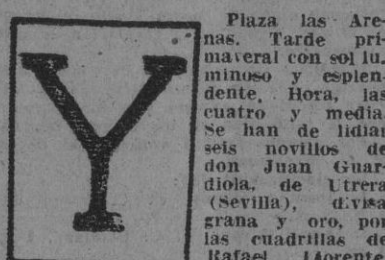 Y
Plaza las Are-
nas. Tarde pri-
maveral con sol lu.
minoso y esplen-
dente, Hora, las
cuatro y media.
Se han de lidiar
seis novillos de
don Juan Guar-
diola, de Utrera
(Sevilla), divisa
grana y oro, por
las cuadrillas de
Rafael Llorente,